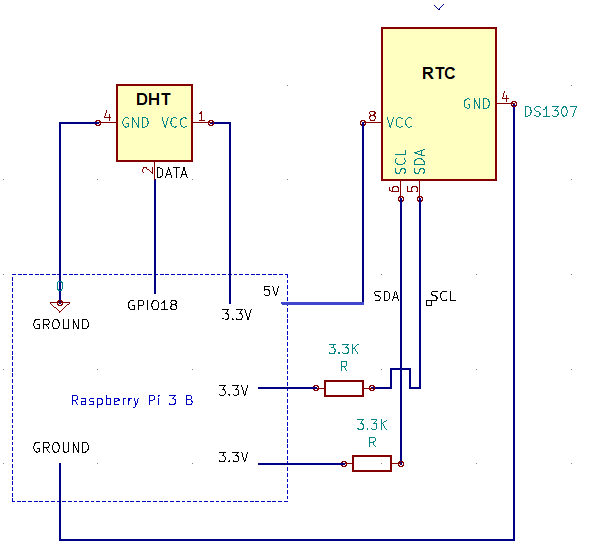 RTC
DHT
4 GND VCC 1
GND 4
DS1307
8 VCC
SCL SDA
2 DATA
6 5
0
5V
SDA SCL
GPIO18
3.3V
GROUND
3.3K
R
3.3V
Raspberry Pi 3 B
3.3K
R
GROUND
3.3V